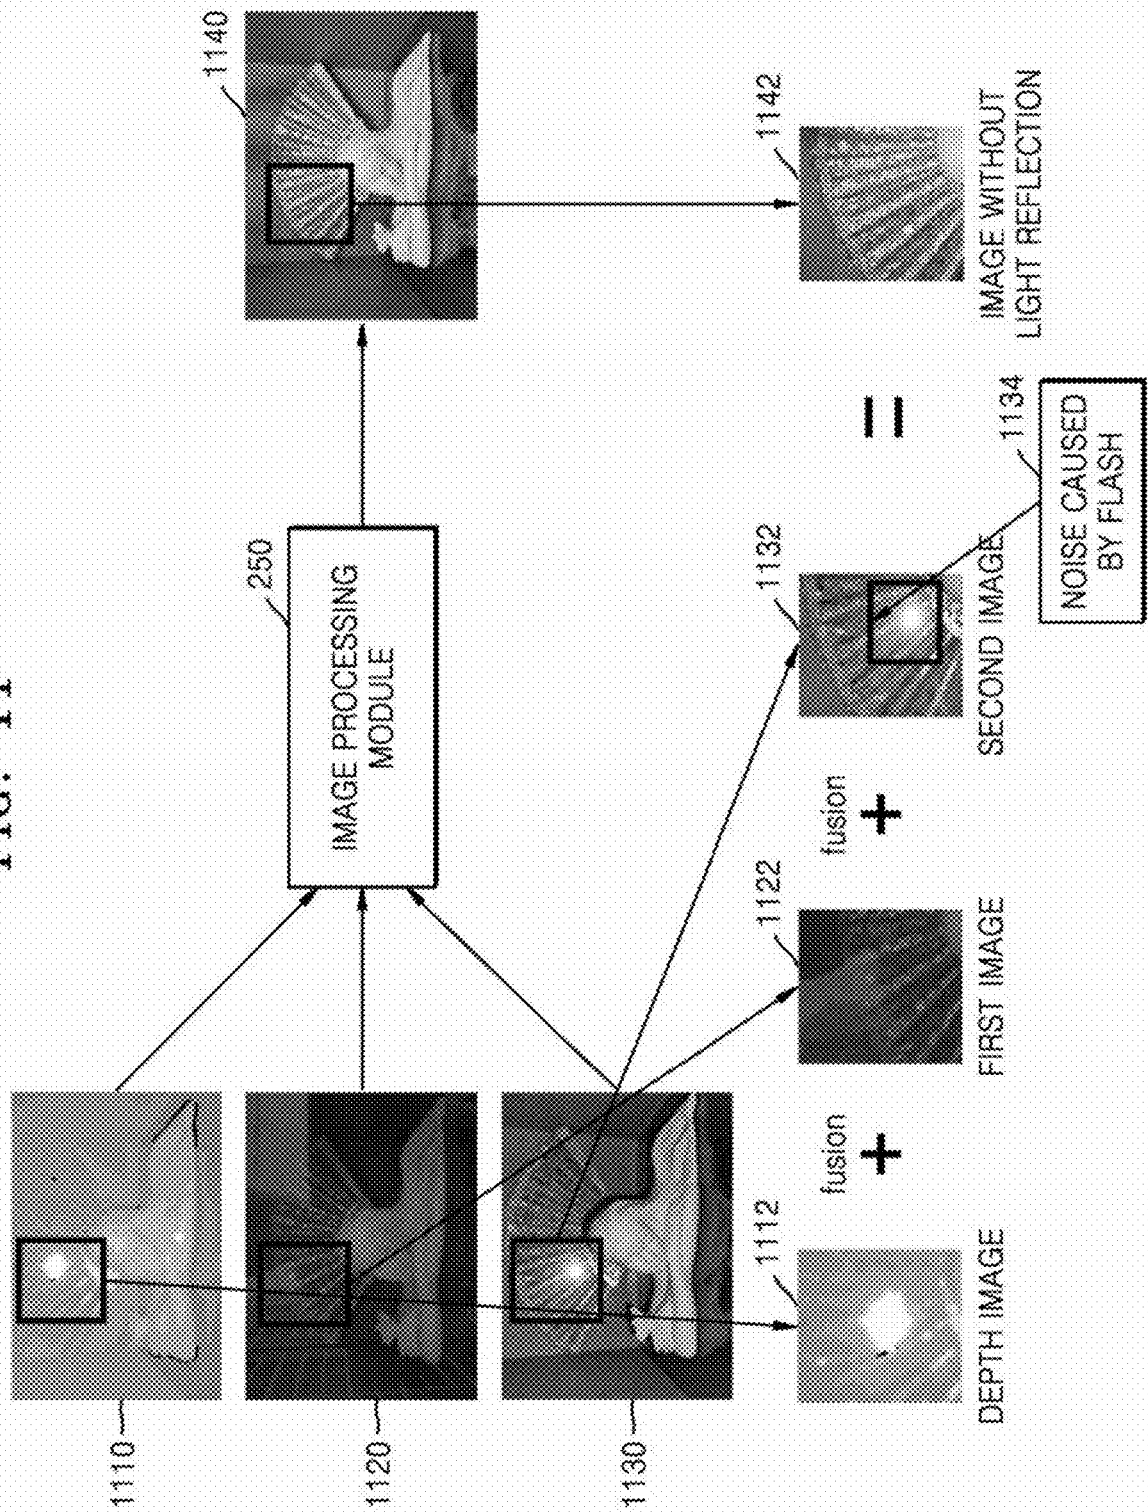 FIG. 11
1110
1120
1130
IMAGE PROCESSING
MODULE
250
1140
1112
DEPTH IMAGE
fusion
+
1122
FIRST IMAGE
fusion
+
1132
SECOND IMAGE
1134
NOISE CAUSED
BY FLASH
=
1142
IMAGE WITHOUT
LIGHT REFLECTION